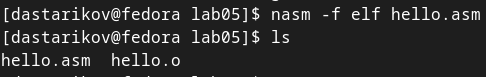 [dastarikov@fedora lab05]$ nasm -f elf hello.asm
[dastarikov@fedora lab05]$ ls
hello.asm  hello.o